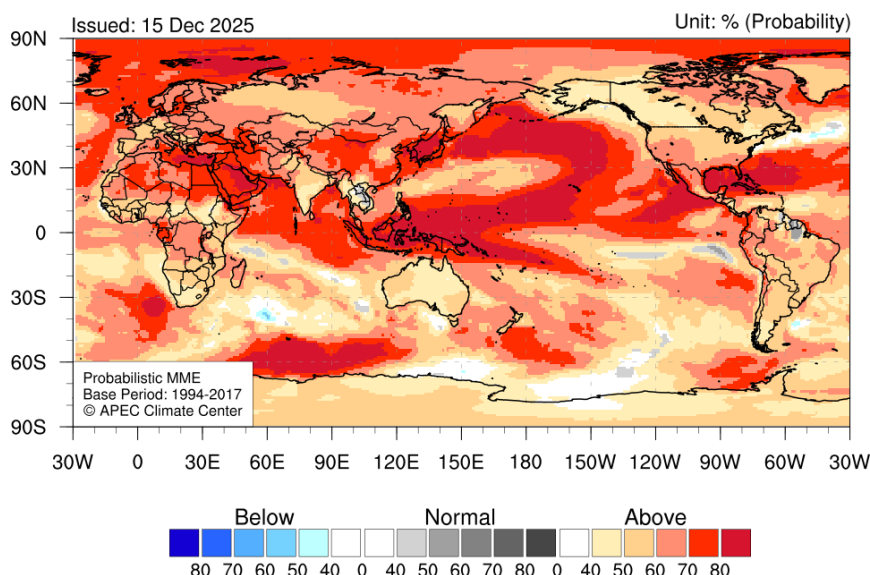 Issued: 15 Dec 2025
Unit: % (Probability)
90N
60N
30N
0
30S
60S
90S
Probabilistic MME
Base Period: 1994-2017
© APEC Climate Center
30W 0 30E 60E 90E 120E 150E 180 150W 120W 90W 60W 30W
Below Normal Above
80 70 60 50 40 0 40 50 60 70 80 0 40 50 60 70 80